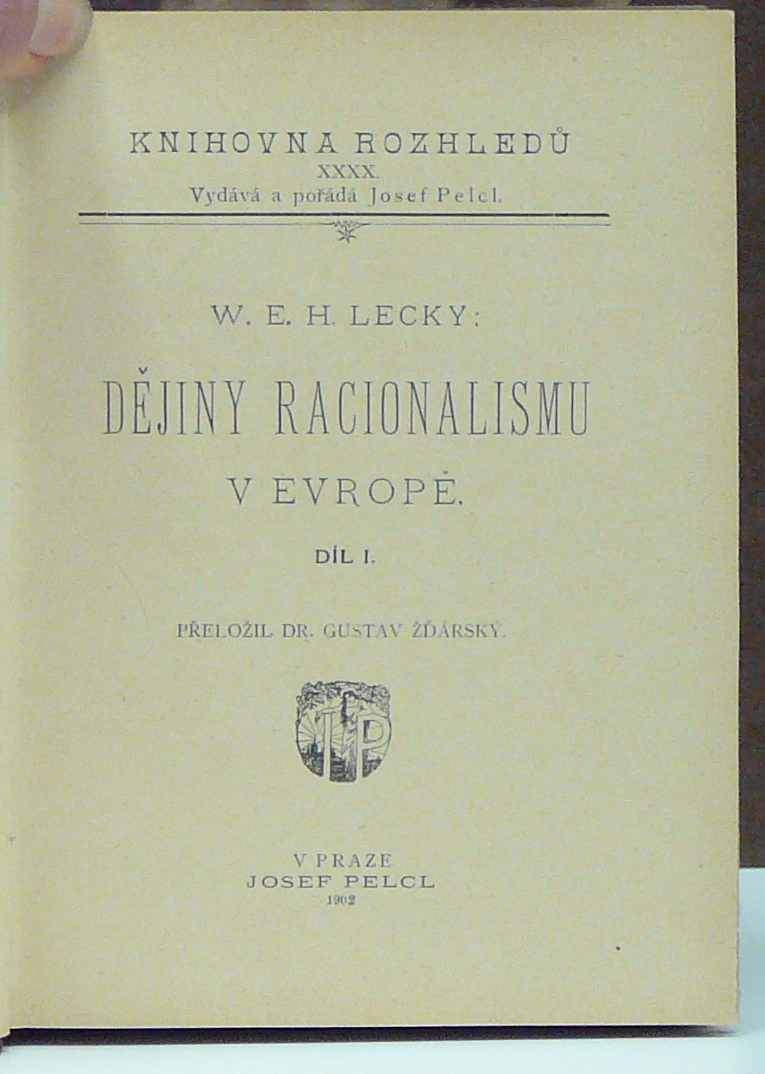 KNIHOVNA ROZHLEDŮ
XXXX.
Vydává a pořádá Josef Pelcl.
W. E. H. LECKY:
DĚJINY RACIONALISMU
V EVROPĚ.
DÍL I.
PŘELOŽIL DR. GUSTAV ŽĎÁRSKÝ.
JP
V PRAZE
JOSEF PELCL
1902